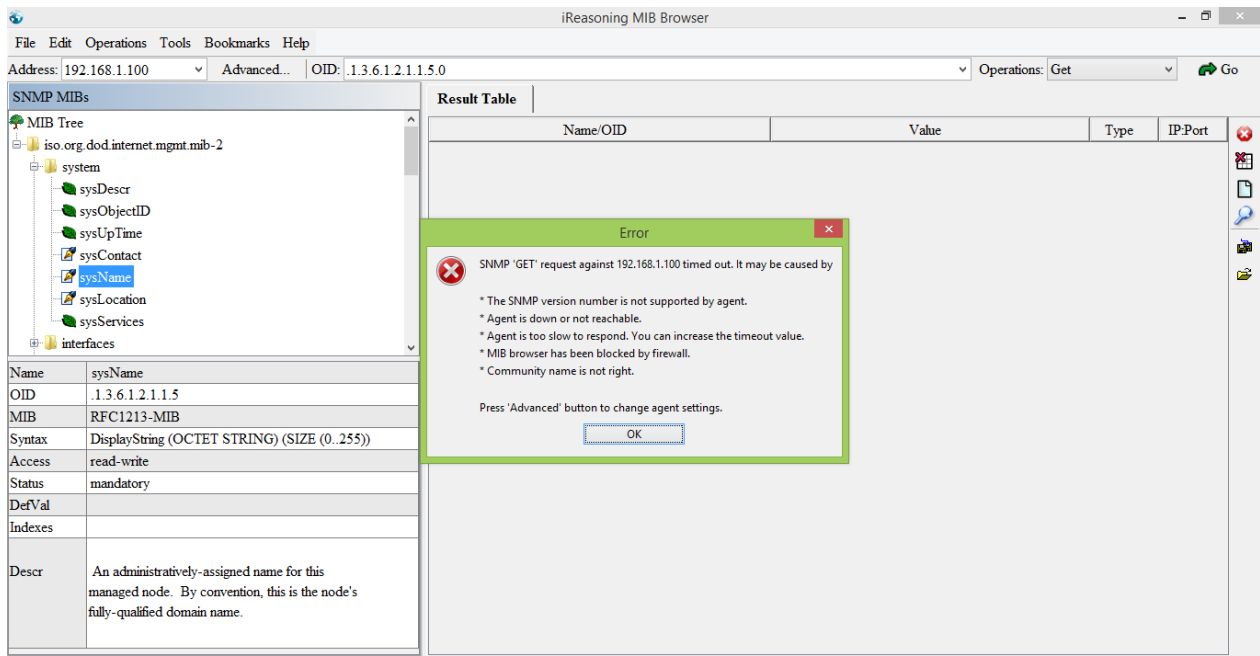 iReasoning MIB Browser
File Edit Operations Tools Bookmarks Help
Address: 192.168.1.100 Advanced... OID: .1.3.6.1.2.1.1.5.0 Operations: Get Go
SNMP MIBs
MIB Tree
iso.org.dod.internet.mgmt.mib-2
system
sysDescr
sysObjectID
sysUpTime
sysContact
sysName
sysLocation
sysServices
interfaces
Name sysName
OID .1.3.6.1.2.1.1.5
MIB RFC1213-MIB
Syntax DisplayString (OCTET STRING) (SIZE (0..255))
Access read-write
Status mandatory
DefVal
Indexes
Descr An administratively-assigned name for this
managed node. By convention, this is the node's
fully-qualified domain name.
Result Table
Name/OID Value Type IP:Port
Error
SNMP 'GET' request against 192.168.1.100 timed out. It may be caused by
* The SNMP version number is not supported by agent.
* Agent is down or not reachable.
* Agent is too slow to respond. You can increase the timeout value.
* MIB browser has been blocked by firewall.
* Community name is not right.
Press 'Advanced' button to change agent settings.
OK